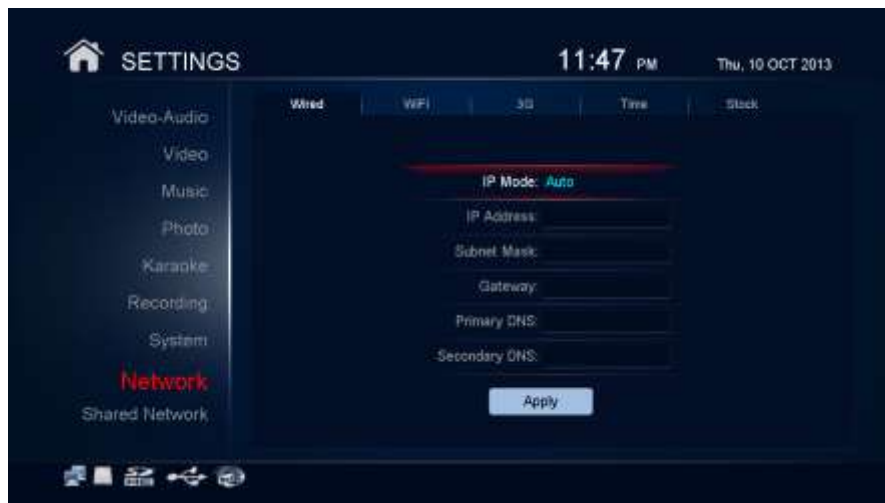 SETTINGS
11:47 PM
Thu, 10 OCT 2013
Wired
WiFi
3G
Time
Stock
Video-Audio
Video
Music
Photo
Karaoke
Recording
System
Network
Shared Network
IP Mode: Auto
IP Address:
Subnet Mask:
Gateway:
Primary DNS:
Secondary DNS:
Apply